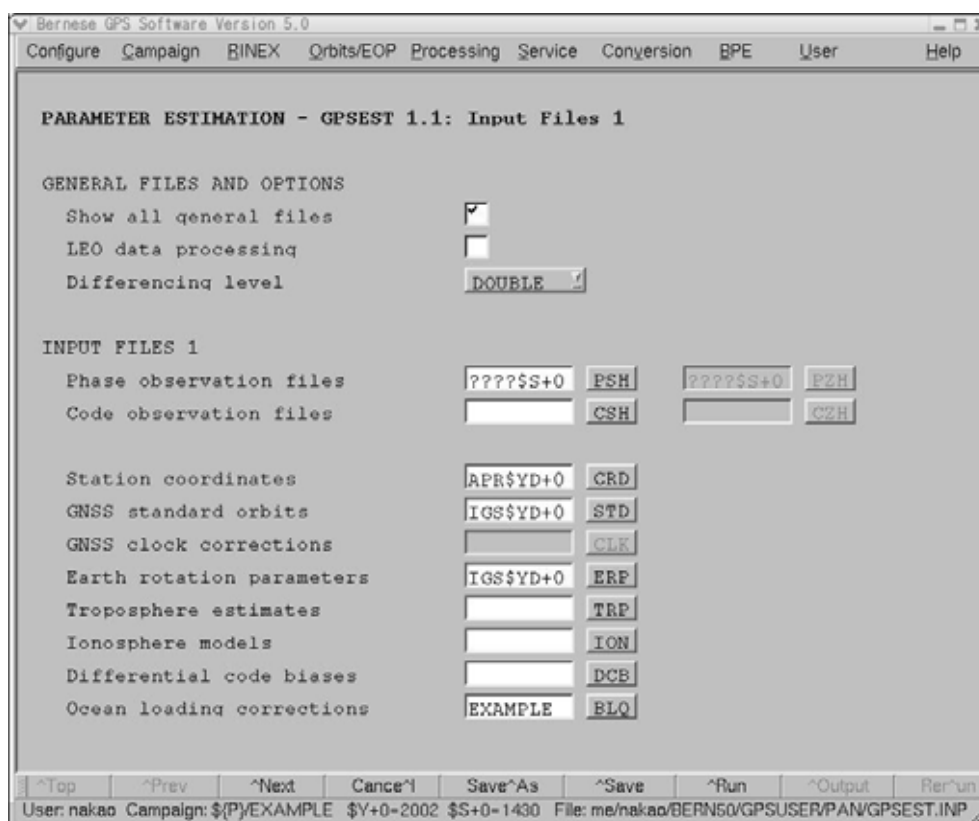 Bernese GPS Software Version 5.0
Configure Campaign RINEX Orbits/EOP Processing Service Conversion BPE User Help
PARAMETER ESTIMATION - GPSEST 1.1: Input Files 1
GENERAL FILES AND OPTIONS
Show all general files
LEO data processing
Differencing level DOUBLE
INPUT FILES 1
Phase observation files ????$S+0 PSH ????$S+0 PZH
Code observation files CSH CZH
Station coordinates APR$YD+0 CRD
GNSS standard orbits IGS$YD+0 STD
GNSS clock corrections CLK
Earth rotation parameters IGS$YD+0 ERP
Troposphere estimates TRP
Ionosphere models ION
Differential code biases DCB
Ocean loading corrections EXAMPLE BLQ
^Top ^Prev ^Next Cance^l Save^As ^Save ^Run ^Output Rer^un
User: nakao Campaign: ${P}/EXAMPLE $Y+0=2002 $S+0=1430 File: me/nakao/BERN50/GPSUSER/PAN/GPSEST.INP